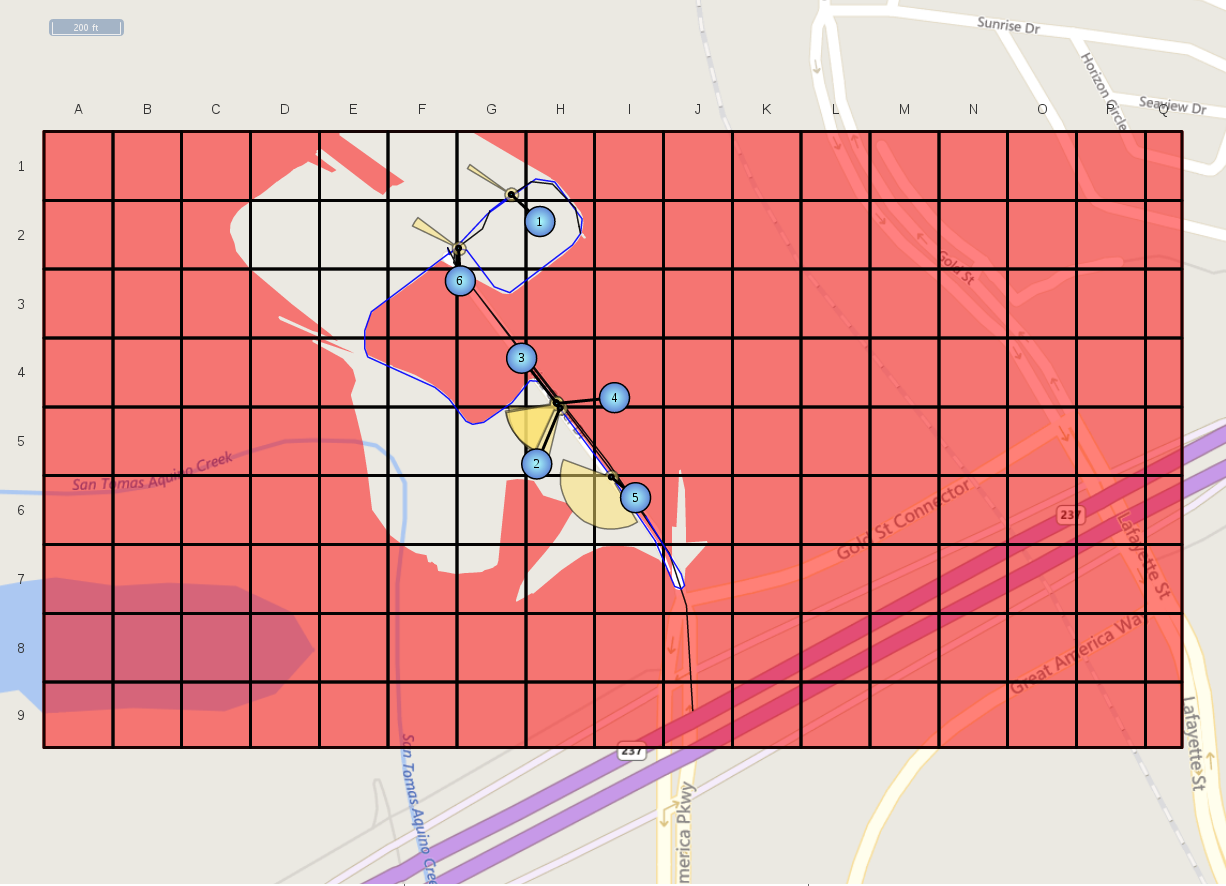 200 ft
Sunrise Dr
Horizon Circle
Seaview Dr
A B C D E F G H I J K L M N O P Q
1
2
3
4
5
6
7
8
9
1
6
3
4
2
5
Gold St
San Tomas Aquino Creek
Gold St Connector
237
Lafayette St
Great America Way
237
San Tomas Aquino Creek
Lafayette St
merica Pkwy